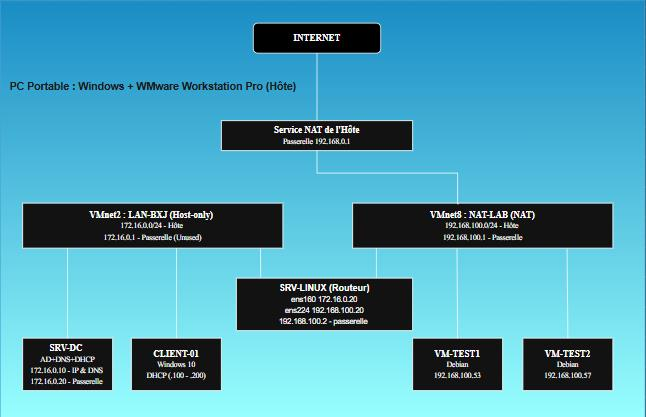 INTERNET
PC Portable : Windows + WMware Workstation Pro (Hôte)
Service NAT de l'Hôte
Passerelle 192.168.0.1
VMnet2 : LAN-BXJ (Host-only)
172.16.0.0/24 - Hôte
172.16.0.1 - Passerelle (Unused)
VMnet8 : NAT-LAB (NAT)
192.168.100.0/24 - Hôte
192.168.100.1 - Passerelle
SRV-LINUX (Routeur)
ens160 172.16.0.20
ens224 192.168.100.20
192.168.100.2 - passerelle
SRV-DC
AD+DNS+DHCP
172.16.0.10 - IP & DNS
172.16.0.20 - Passerelle
CLIENT-01
Windows 10
DHCP (.100 - .200)
VM-TEST1
Debian
192.168.100.53
VM-TEST2
Debian
192.168.100.57